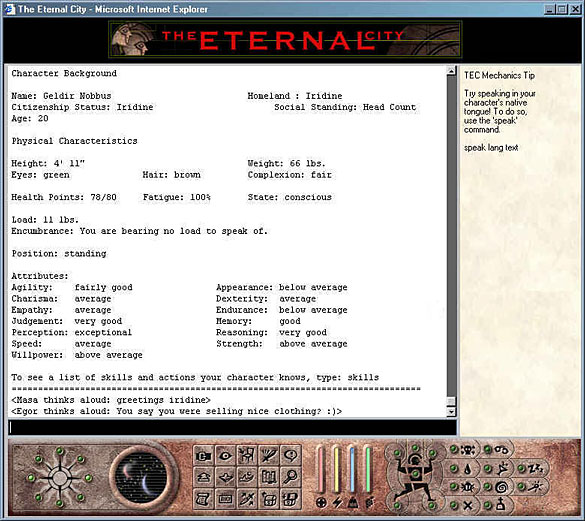 The Eternal City - Microsoft Internet Explorer
THE ETERNAL CITY
Character Background
Name: Geldir Nobbus Homeland : Iridine
Citizenship Status: Iridine Social Standing: Head Count
Age: 20
Physical Characteristics
Height: 4' 11" Weight: 66 lbs.
Eyes: green Hair: brown Complexion: fair
Health Points: 78/80 Fatigue: 100% State: conscious
Load: 11 lbs.
Encumbrance: You are bearing no load to speak of.
Position: standing
Attributes:
Agility: fairly good Appearance: below average
Charisma: average Dexterity: average
Empathy: average Endurance: below average
Judgement: very good Memory: good
Perception: exceptional Reasoning: very good
Speed: average Strength: above average
Willpower: above average
To see a list of skills and actions your character knows, type: skills
======================================================================
<Masa thinks aloud: greetings iridine>
<Egor thinks aloud: You say you were selling nice clothing? :)>
TEC Mechanics Tip
Try speaking in your
character's native
tongue! To do so,
use the 'speak'
command.
speak lang text